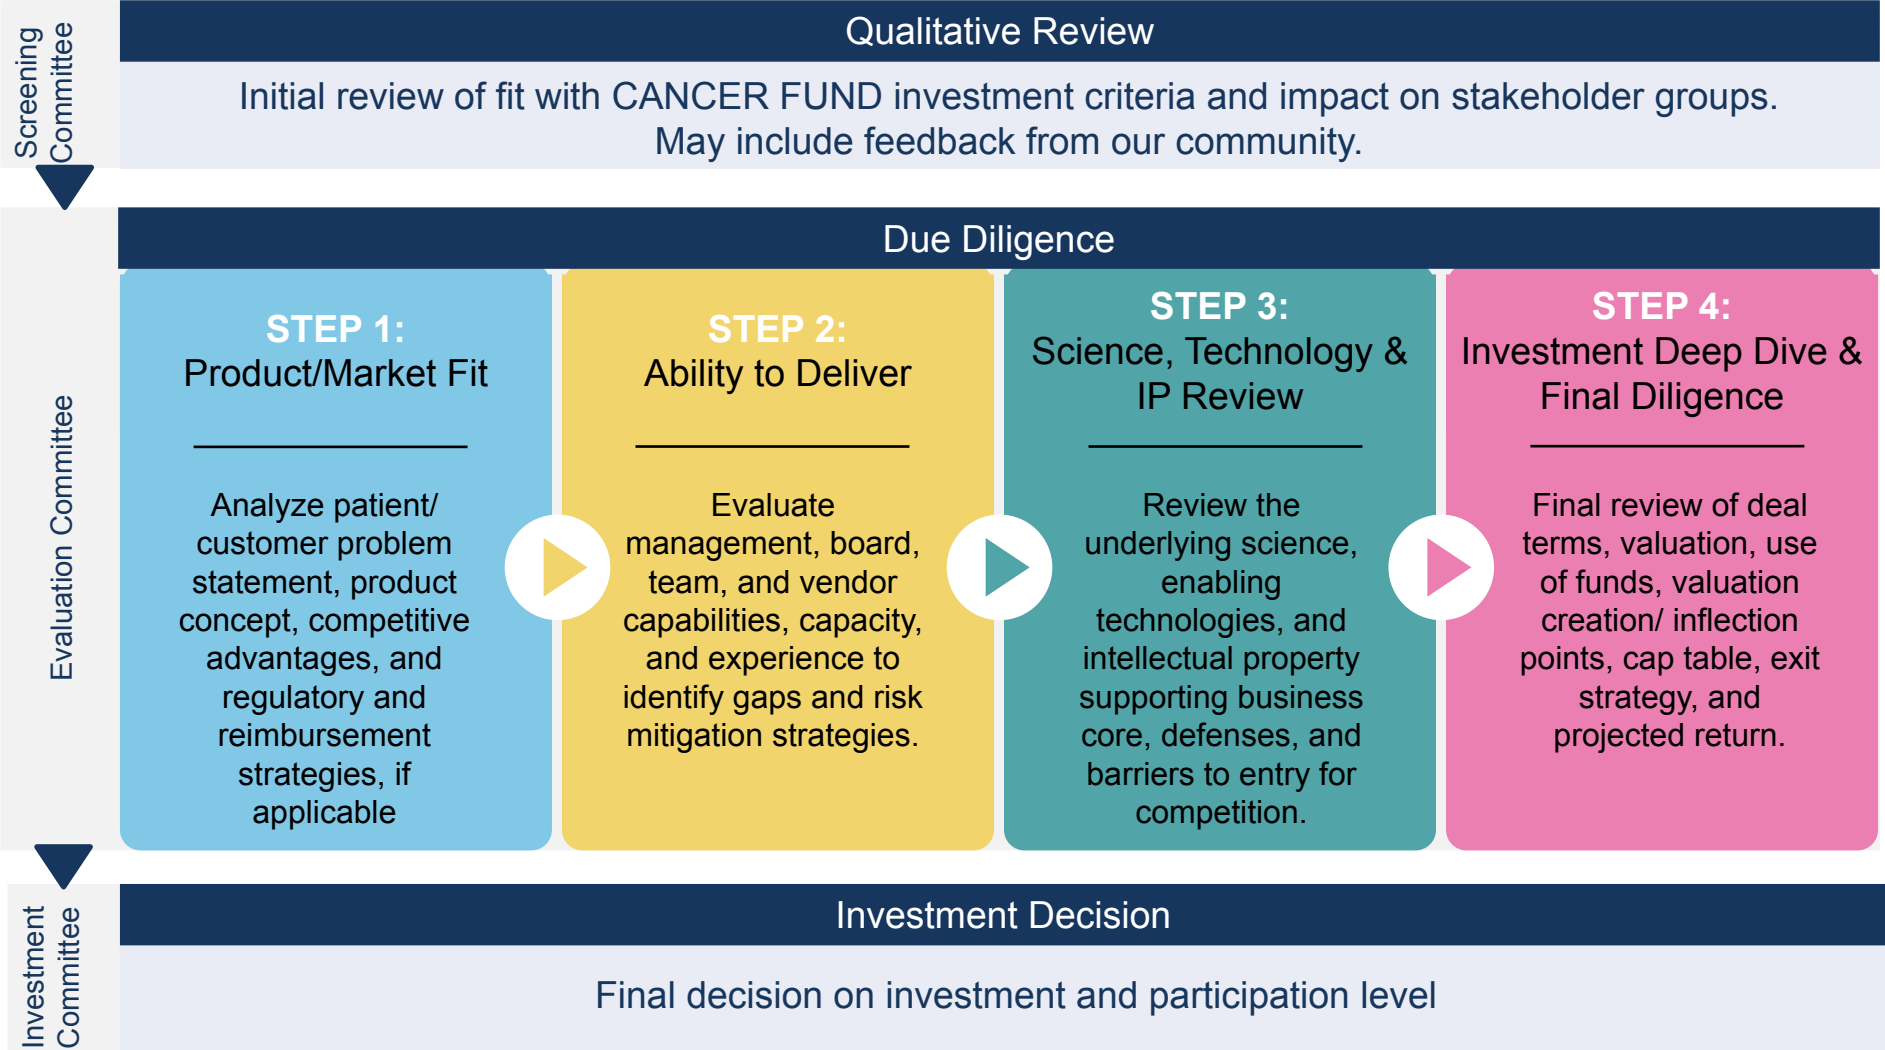 Screening
Committee
Qualitative Review
Initial review of fit with CANCER FUND investment criteria and impact on stakeholder groups.
May include feedback from our community.
Evaluation Committee
Due Diligence
STEP 1:
Product/Market Fit
Analyze patient/
customer problem
statement, product
concept, competitive
advantages, and
regulatory and
reimbursement
strategies, if
applicable
STEP 2:
Ability to Deliver
Evaluate
management, board,
team, and vendor
capabilities, capacity,
and experience to
identify gaps and risk
mitigation strategies.
STEP 3:
Science, Technology &
IP Review
Review the
underlying science,
enabling
technologies, and
intellectual property
supporting business
core, defenses, and
barriers to entry for
competition.
STEP 4:
Investment Deep Dive &
Final Diligence
Final review of deal
terms, valuation, use
of funds, valuation
creation/ inflection
points, cap table, exit
strategy, and
projected return.
Investment
Committee
Investment Decision
Final decision on investment and participation level